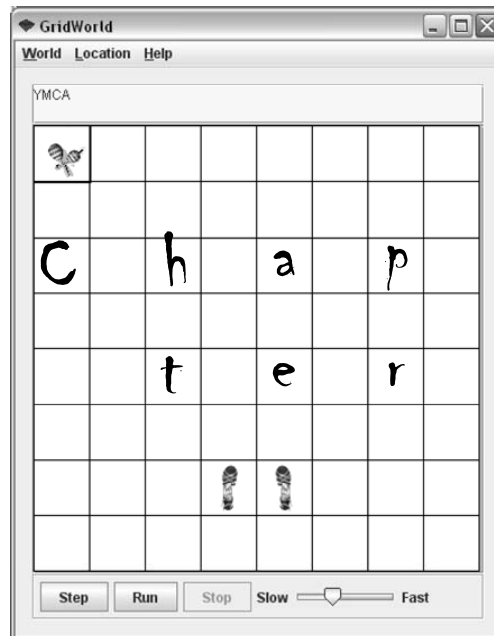 GridWorld
World Location Help
YMCA
C h a p
t e r
Step Run Stop Slow Fast